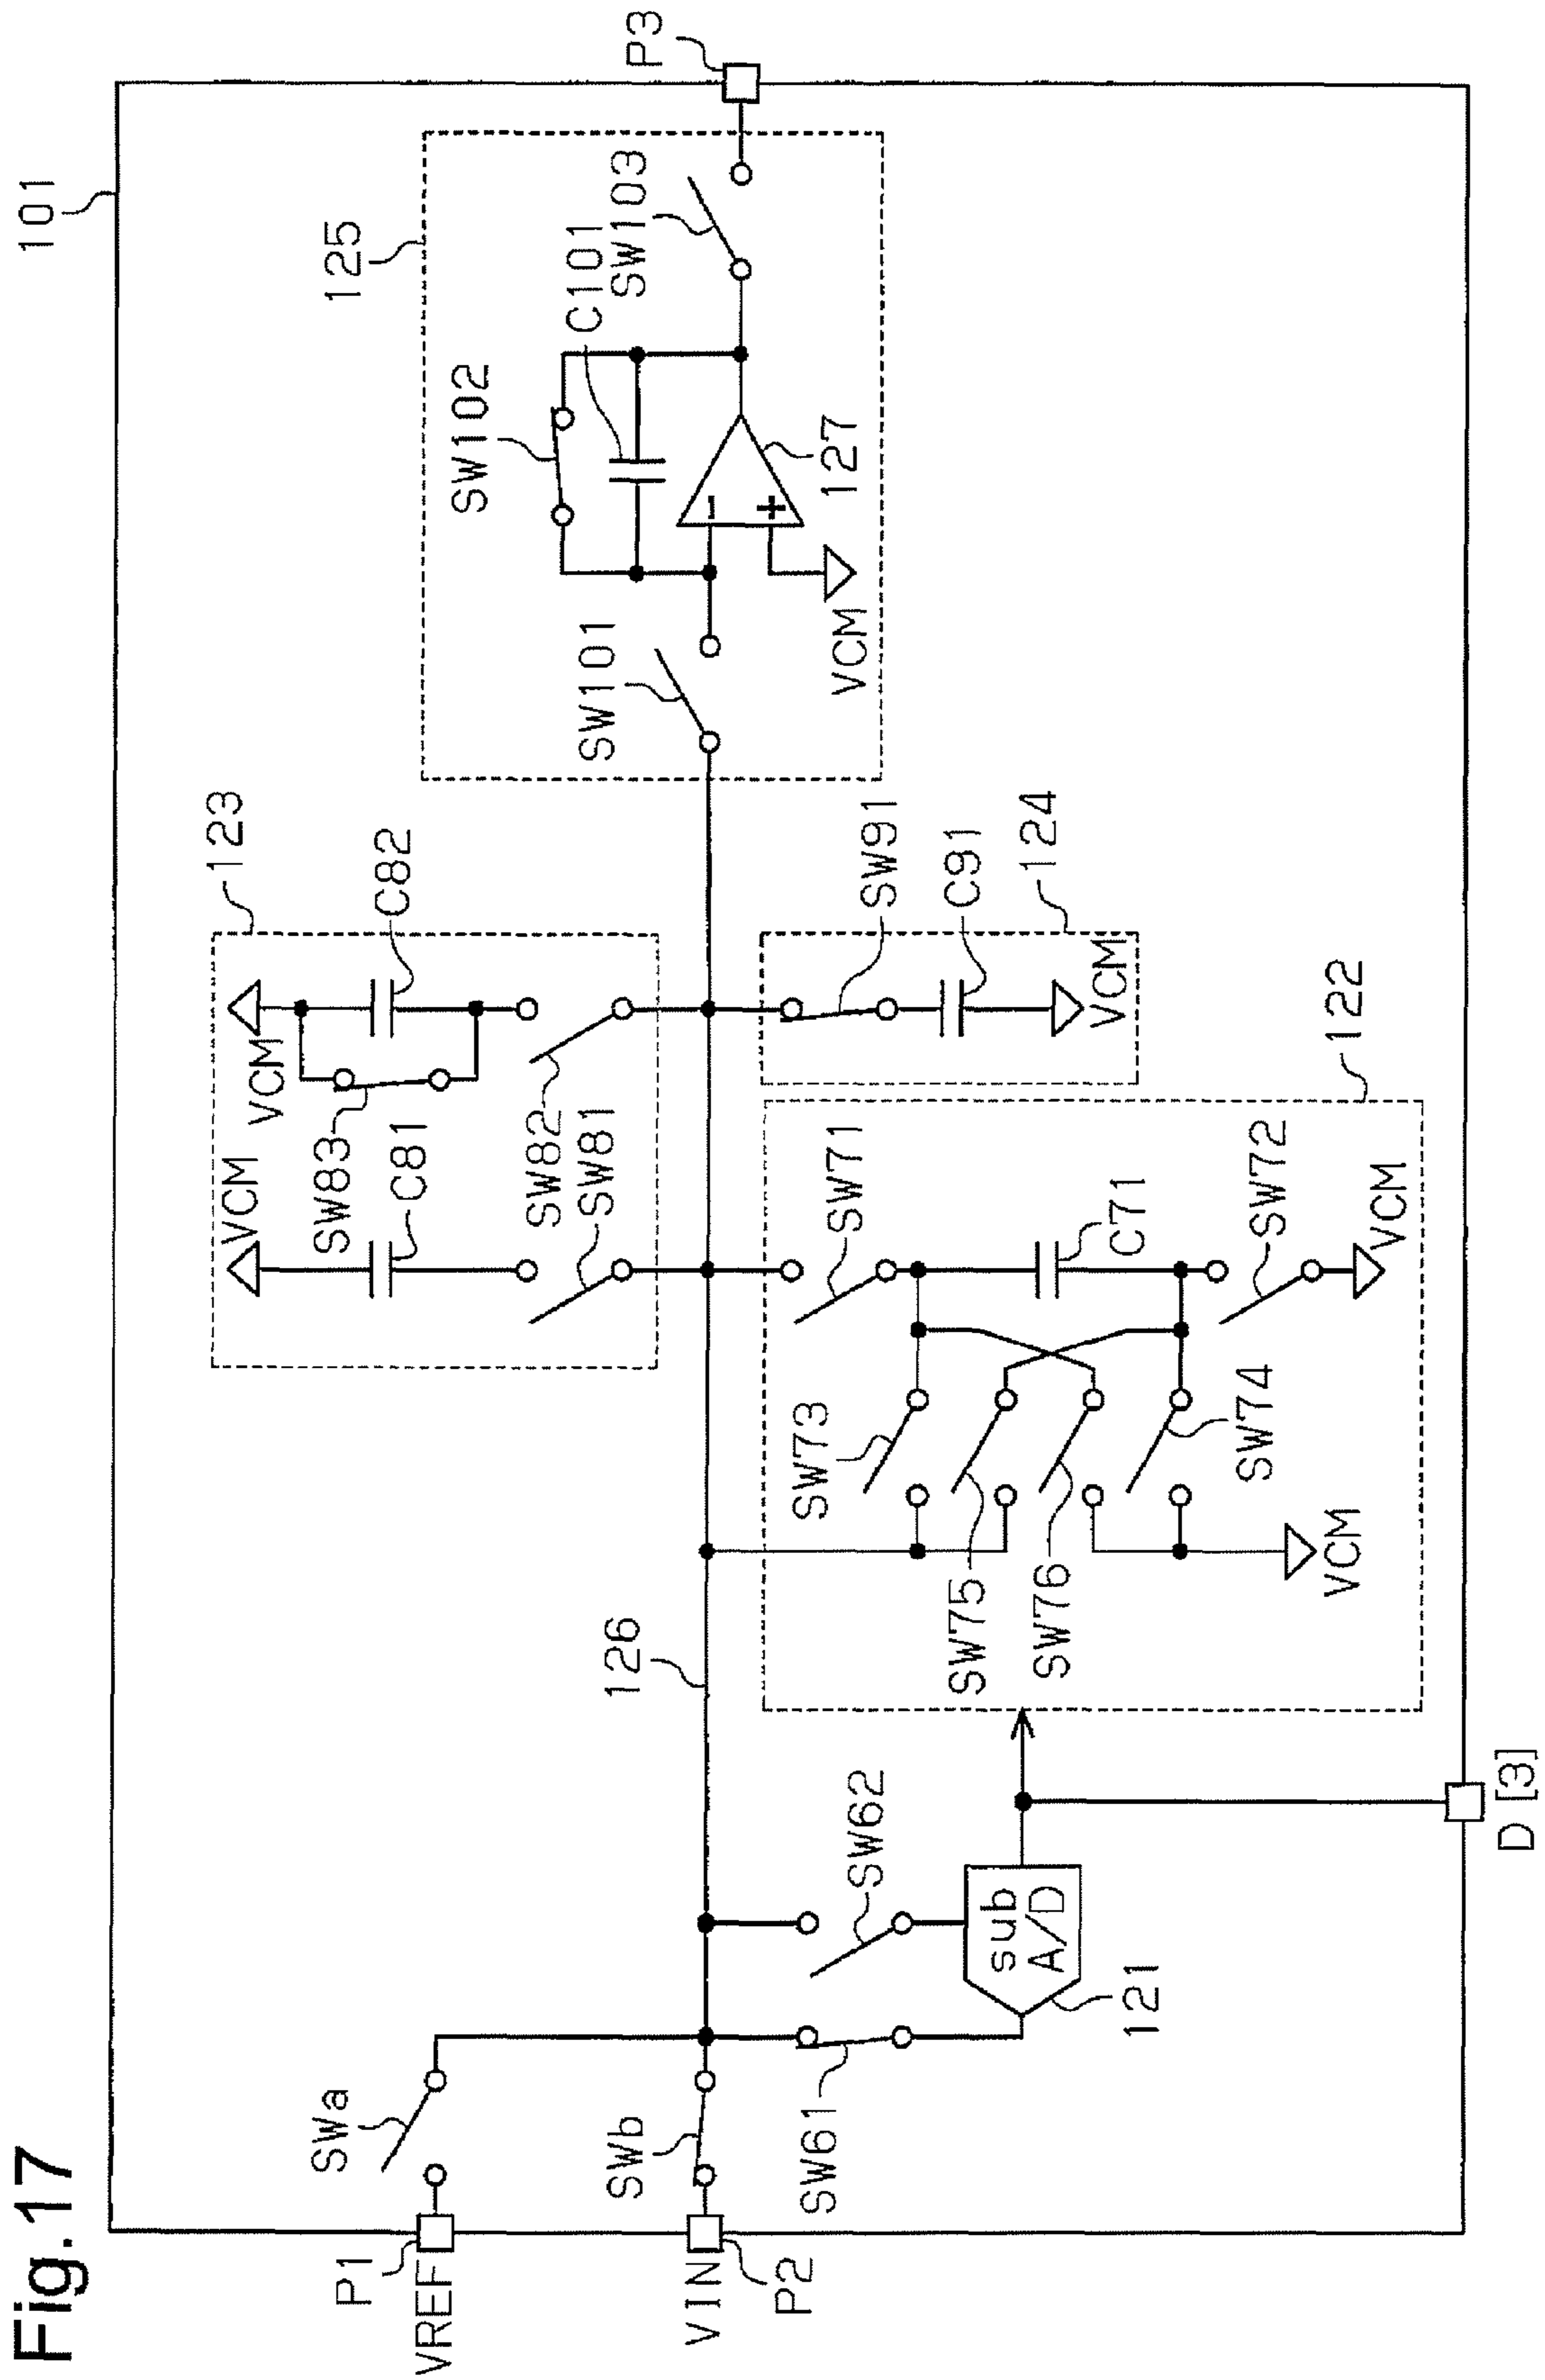 Fig.17
101
P1
VREF
SWa
VIN
P2
SWb
SW61
SW62
sub
A/D
121
D [3]
126
123
VCM
C81
SW81
VCM
SW83
C82
SW82
122
SW71
SW73
SW75
SW76
SW74
C71
SW72
VCM
VCM
124
SW91
C91
VCM
125
SW101
SW102
C101
SW103
127
VCM
P3